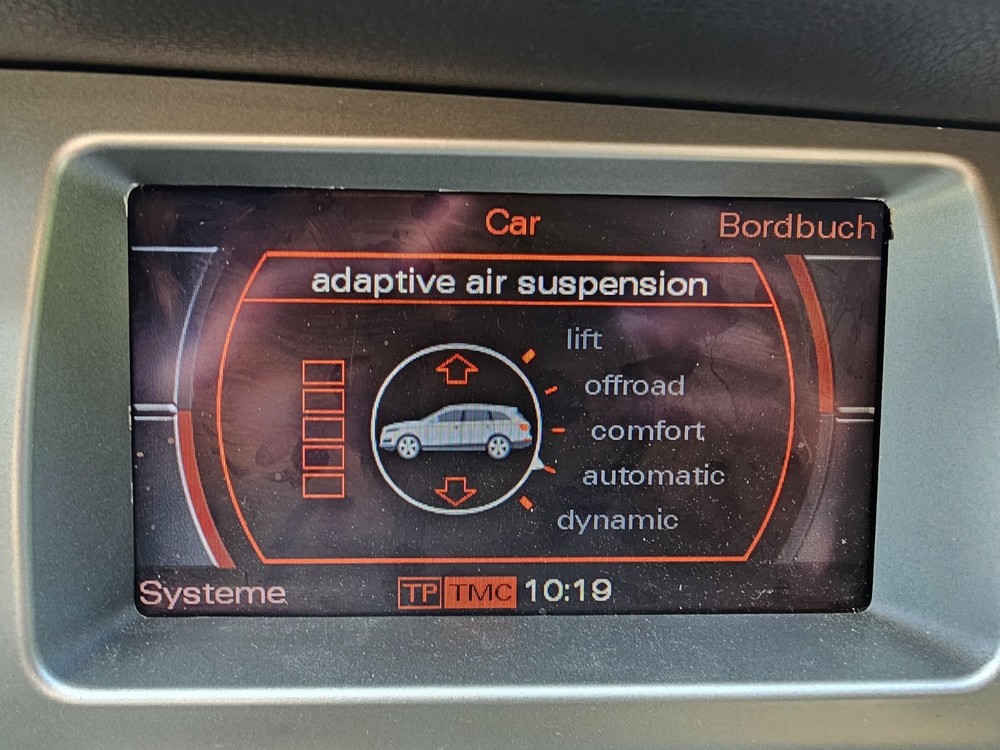 Car
Bordbuch
adaptive air suspension
lift
offroad
comfort
automatic
dynamic
Systeme
TP TMC 10:19